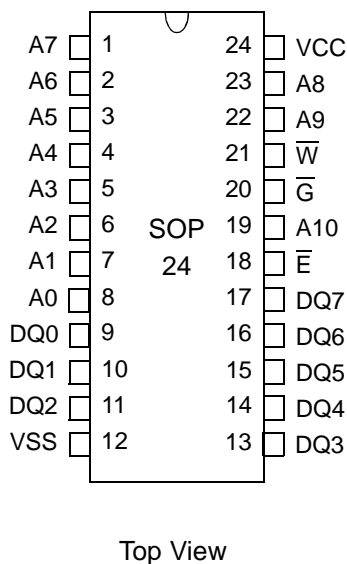 A7 1 24 VCC
A6 2 23 A8
A5 3 22 A9
A4 4 21 W̅
A3 5 20 G̅
A2 6 SOP 19 A10
A1 7 24 18 E̅
A0 8 17 DQ7
DQ0 9 16 DQ6
DQ1 10 15 DQ5
DQ2 11 14 DQ4
VSS 12 13 DQ3
Top View